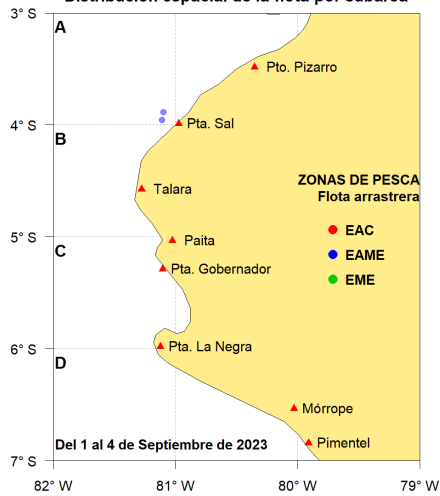 Distribución espacial de la flota por subárea
3° S
A
Pto. Pizarro
4° S
Pta. Sal
B
ZONAS DE PESCA
Talara
Flota arrastrera
EAC
5° S
Paita
C
EAME
Pta. Gobernador
EME
6° S
Pta. La Negra
D
Mórrope
Del 1 al 4 de Septiembre de 2023
Pimentel
7° S
82° W
81° W
80° W
79° W